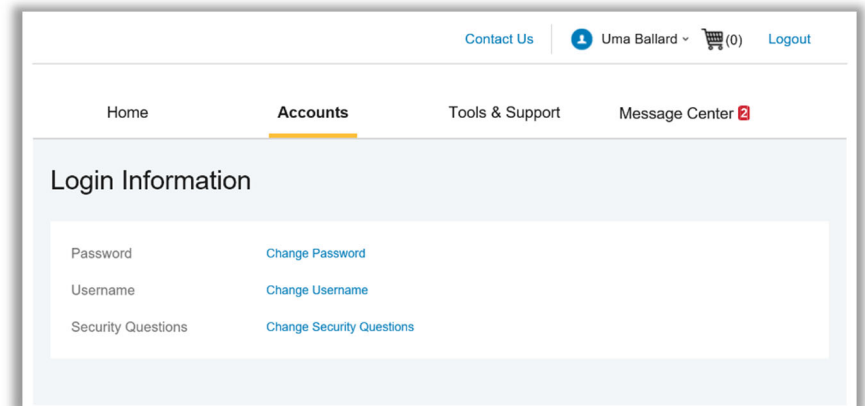 Contact Us Uma Ballard (0) Logout
Home Accounts Tools & Support Message Center 2
Login Information
Password Change Password
Username Change Username
Security Questions Change Security Questions